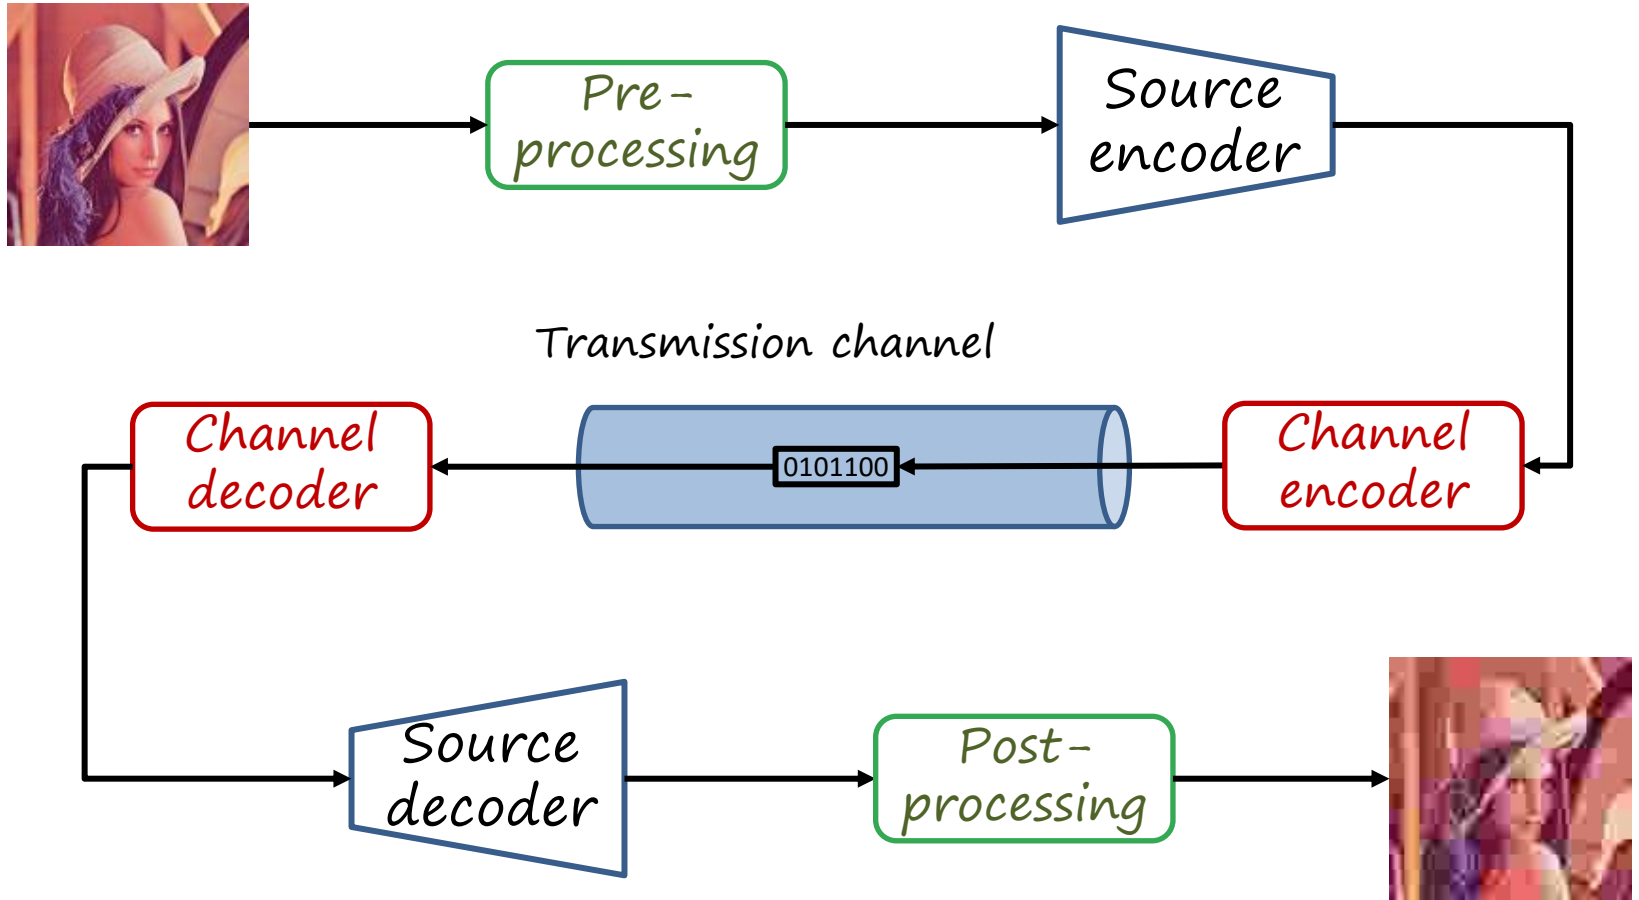 Pre-
processing
Source
encoder
Transmission channel
Channel
decoder
0101100
Channel
encoder
Source
decoder
Post-
processing